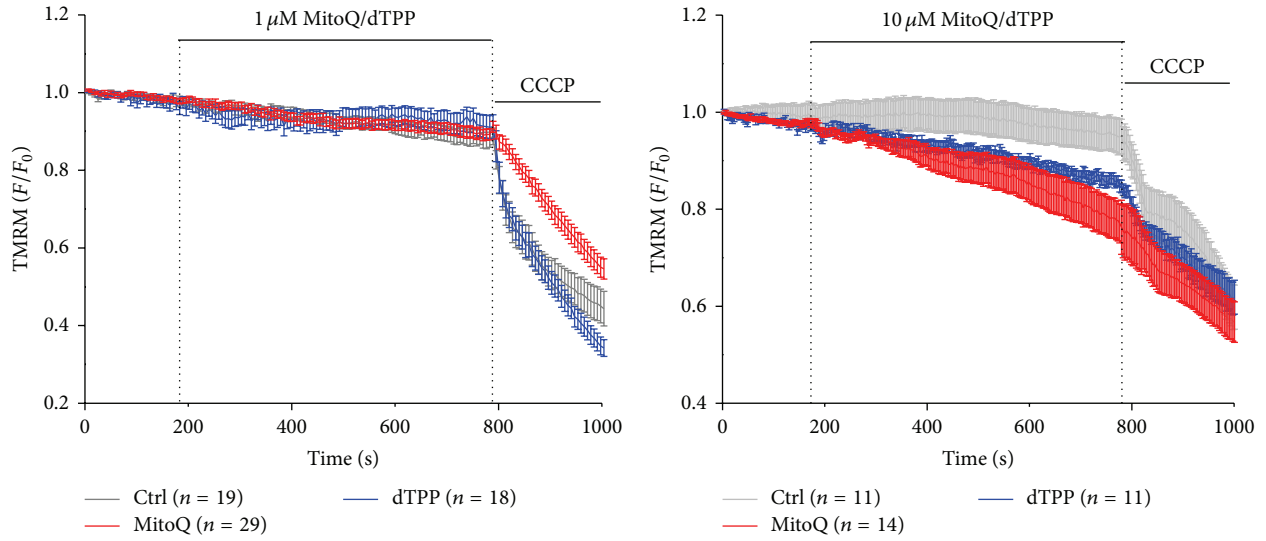 1 μM MitoQ/dTPP
CCCP
1.2
1.0
0.8
0.6
0.4
0.2
TMRM (F/F0)
0 200 400 600 800 1000
Time (s)
Ctrl (n = 19)
dTPP (n = 18)
MitoQ (n = 29)
10 μM MitoQ/dTPP
CCCP
1.2
1.0
0.8
0.6
0.4
TMRM (F/F0)
0 200 400 600 800 1000
Time (s)
Ctrl (n = 11)
dTPP (n = 11)
MitoQ (n = 14)